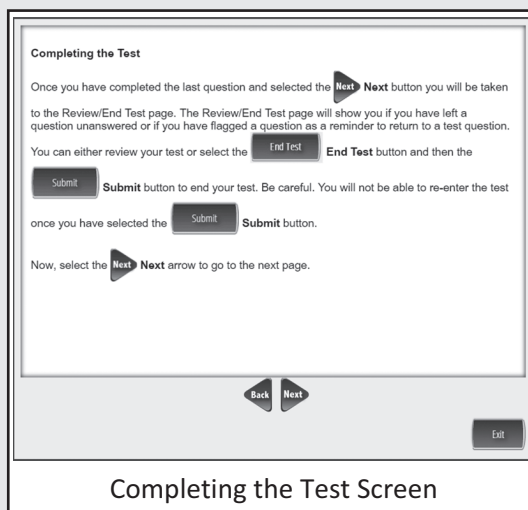 Completing the Test
Once you have completed the last question and selected the Next Next button you will be taken
to the Review/End Test page. The Review/End Test page will show you if you have left a
question unanswered or if you have flagged a question as a reminder to return to a test question.
You can either review your test or select the End Test End Test button and then the
Submit Submit button to end your test. Be careful. You will not be able to re-enter the test
once you have selected the Submit Submit button.
Now, select the Next Next arrow to go to the next page.
Back Next
Exit
Completing the Test Screen